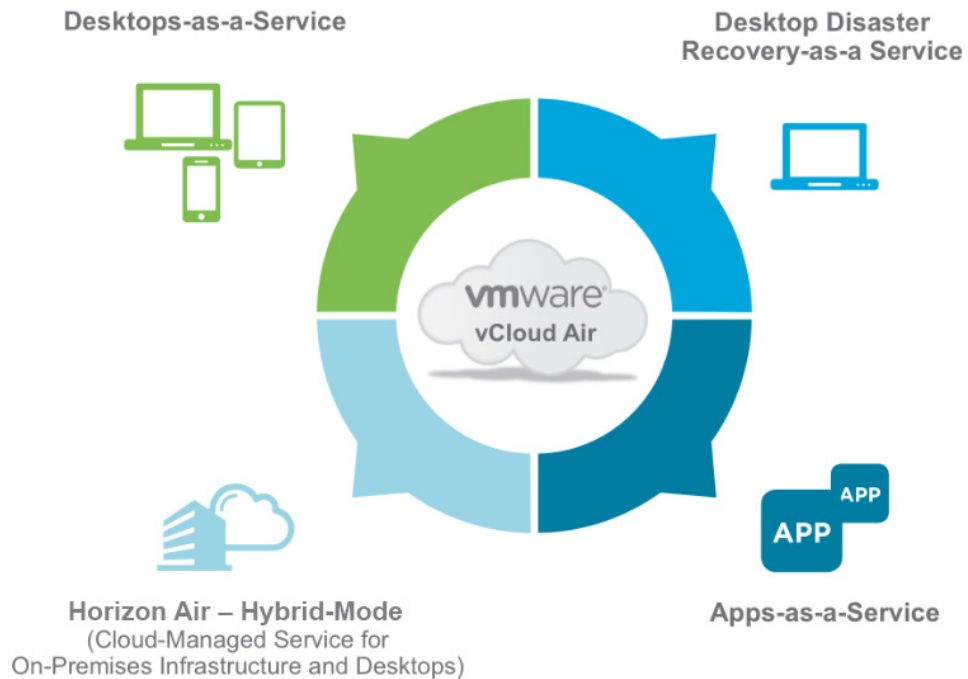 Desktops-as-a-Service
Desktop Disaster
Recovery-as-a Service
vmware®
vCloud Air
APP
APP
Horizon Air – Hybrid-Mode
(Cloud-Managed Service for
On-Premises Infrastructure and Desktops)
Apps-as-a-Service